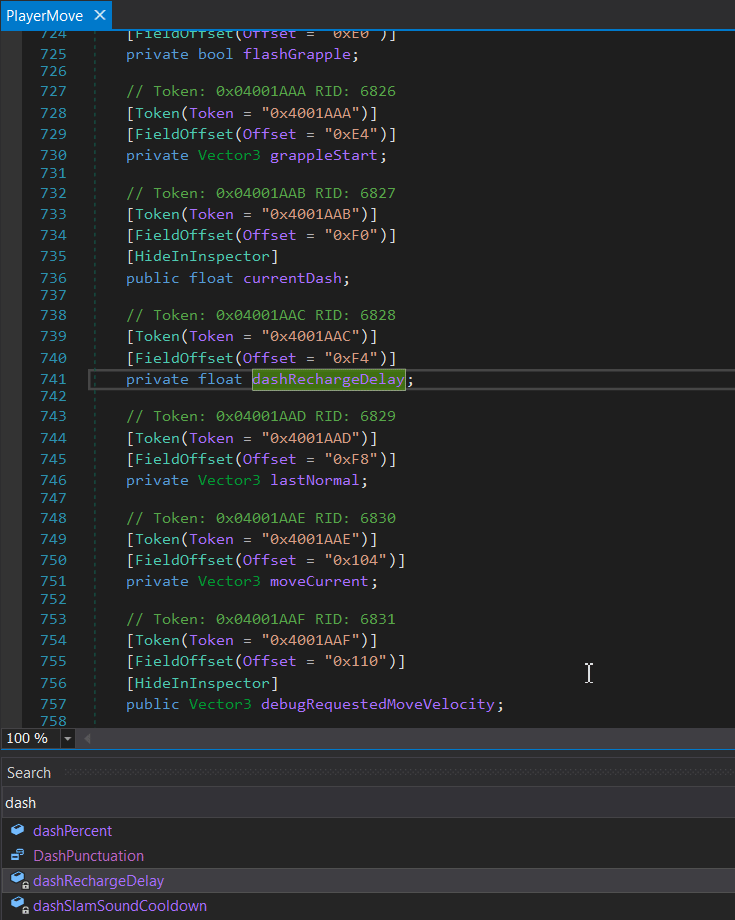 PlayerMove ✕
724 [FieldOffset(Offset = "0xE0")]
725 private bool flashGrapple;
726
727 // Token: 0x04001AAA RID: 6826
728 [Token(Token = "0x4001AAA")]
729 [FieldOffset(Offset = "0xE4")]
730 private Vector3 grappleStart;
731
732 // Token: 0x04001AAB RID: 6827
733 [Token(Token = "0x4001AAB")]
734 [FieldOffset(Offset = "0xF0")]
735 [HideInInspector]
736 public float currentDash;
737
738 // Token: 0x04001AAC RID: 6828
739 [Token(Token = "0x4001AAC")]
740 [FieldOffset(Offset = "0xF4")]
741 private float dashRechargeDelay;
742
743 // Token: 0x04001AAD RID: 6829
744 [Token(Token = "0x4001AAD")]
745 [FieldOffset(Offset = "0xF8")]
746 private Vector3 lastNormal;
747
748 // Token: 0x04001AAE RID: 6830
749 [Token(Token = "0x4001AAE")]
750 [FieldOffset(Offset = "0x104")]
751 private Vector3 moveCurrent;
752
753 // Token: 0x04001AAF RID: 6831
754 [Token(Token = "0x4001AAF")]
755 [FieldOffset(Offset = "0x110")]
756 [HideInInspector]
757 public Vector3 debugRequestedMoveVelocity;
758
100 %
Search
dash
dashPercent
DashPunctuation
dashRechargeDelay
dashSlamSoundCooldown